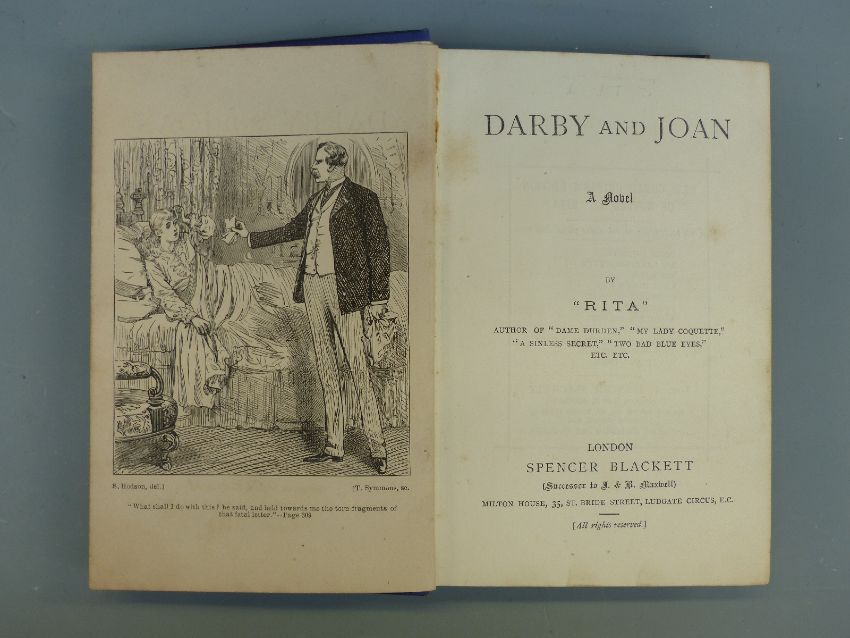 S. Hodson, del.]
[T. Symmons, sc.
"What shall I do with this?' he said, and held towards me the torn fragments of
that fatal letter."—Page 309
DARBY AND JOAN
A Novel
BY
"RITA"
AUTHOR OF "DAME DURDEN," "MY LADY COQUETTE,"
"A SINLESS SECRET," "TWO BAD BLUE EYES,"
ETC. ETC.
LONDON
SPENCER BLACKETT
(Successor to J. & R. Maxwell)
MILTON HOUSE, 35, ST. BRIDE STREET, LUDGATE CIRCUS, E.C.
[All rights reserved.]